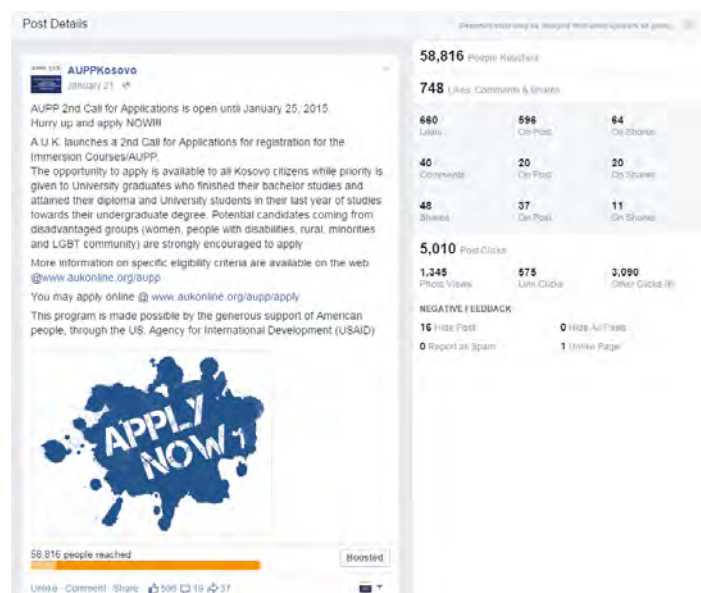 Post Details
58,816 People Reached
748 Likes, Comments & Shares
660
Likes
596
On Post
64
On Shares
40
Comments
20
On Post
20
On Shares
48
Shares
37
On Post
11
On Shares
5,010 Post Clicks
1,345
Photo Views
575
Link Clicks
3,090
Other Clicks
NEGATIVE FEEDBACK
16 Hide Post
0 Hide All Posts
0 Report as Spam
1 Unlike Page
AUPPKosovo
January 21
AUPP 2nd Call for Applications is open until January 25, 2015.
Hurry up and apply NOW!!!!
A.U.K. launches a 2nd Call for Applications for registration for the
Immersion Courses/AUPP.
The opportunity to apply is available to all Kosovo citizens while priority is
given to University graduates who finished their bachelor studies and
attained their diploma and University students in their last year of studies
towards their undergraduate degree. Potential candidates coming from
disadvantaged groups (women, people with disabilities, rural, minorities
and LGBT community) are strongly encouraged to apply
More information on specific eligibility criteria are available on the web
@www.aukonline.org/aupp
You may apply online @ www.aukonline.org/aupp/apply
This program is made possible by the generous support of American
people, through the US. Agency for International Development (USAID)
APPLY
NOW !
58,816 people reached
Boosted
Unlike · Comment · Share 596 19 37